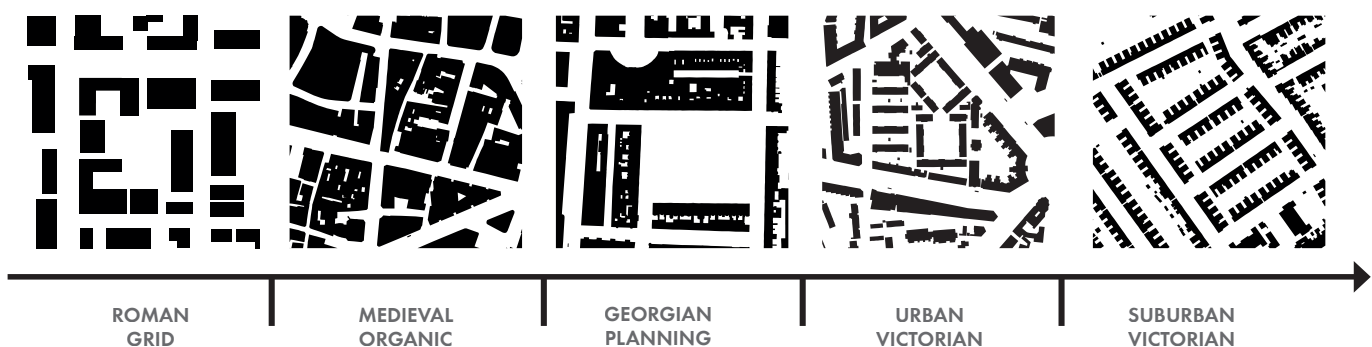 ROMAN
GRID
MEDIEVAL
ORGANIC
GEORGIAN
PLANNING
URBAN
VICTORIAN
SUBURBAN
VICTORIAN